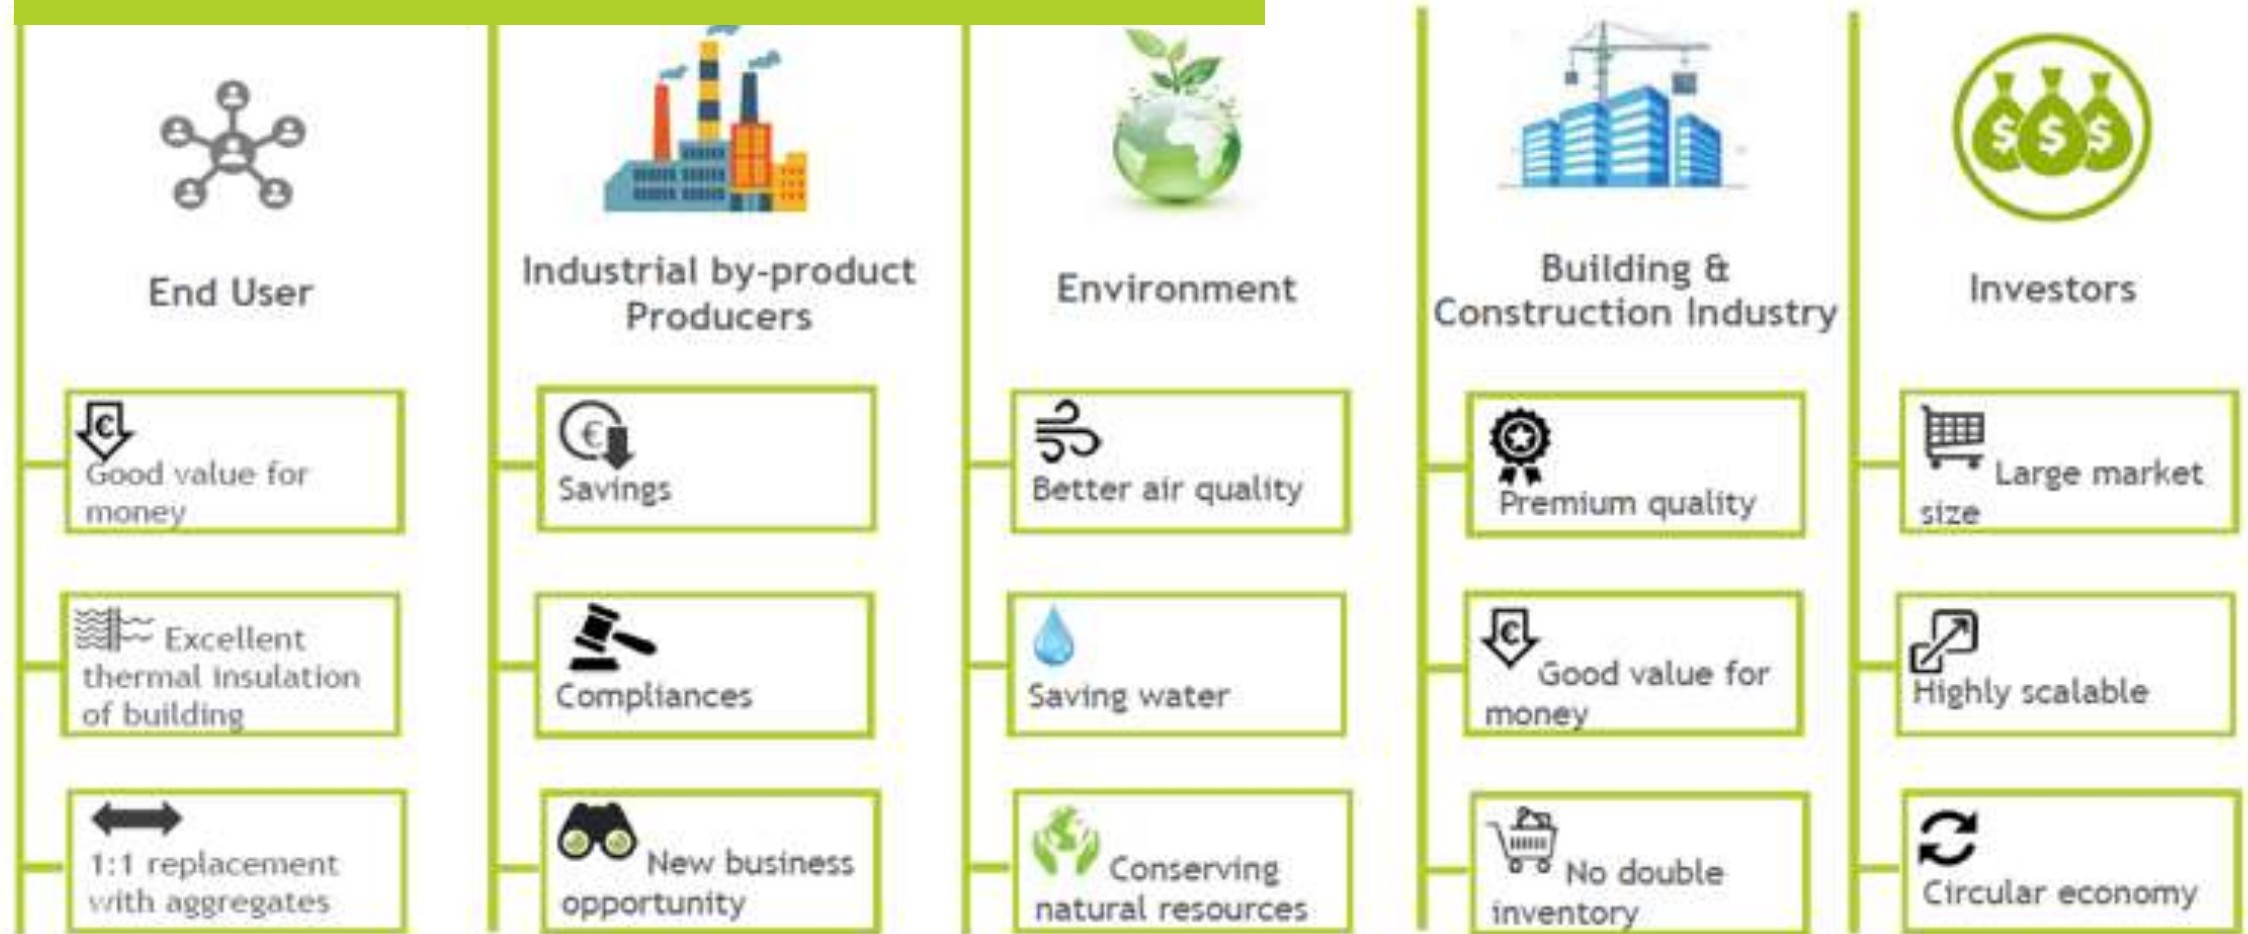 End User
Good value for
money
Excellent
thermal insulation
of building
1:1 replacement
with aggregates
Industrial by-product
Producers
€
Savings
Compliances
New business
opportunity
Environment
Better air quality
Saving water
Conserving
natural resources
Building &
Construction Industry
Premium quality
€
Good value for
money
No double
inventory
$ $ $
Investors
Large market
size
Highly scalable
Circular economy